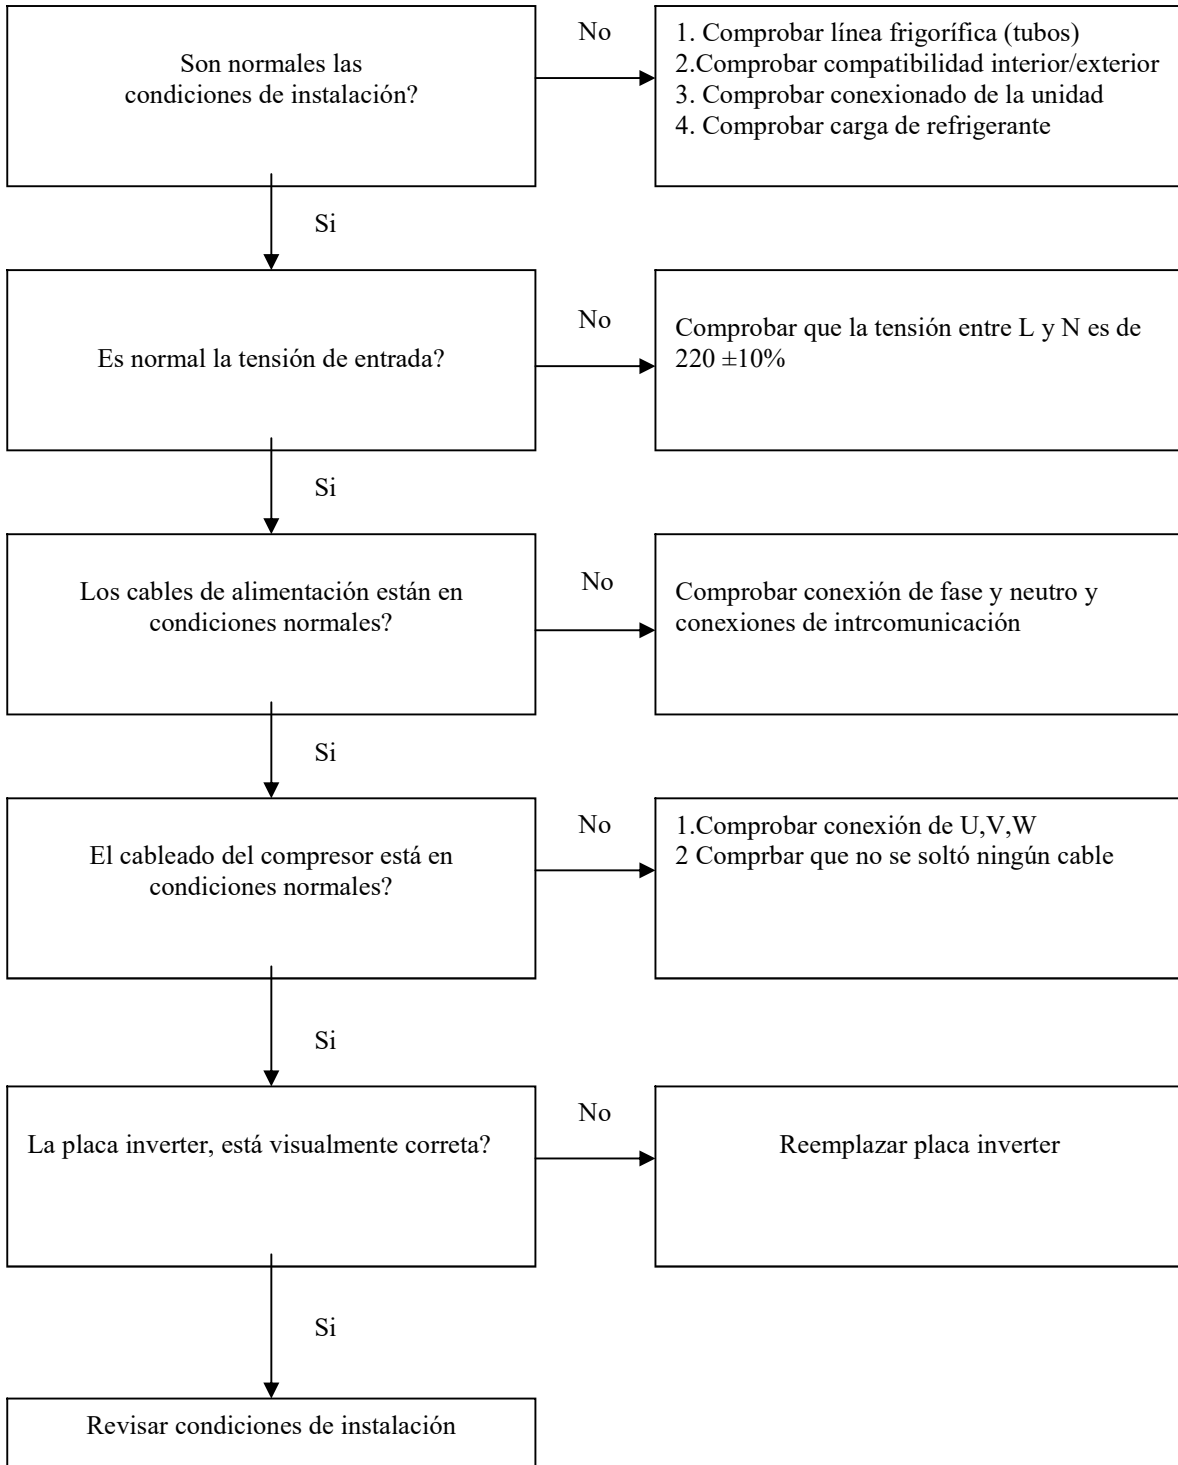 Son normales las
condiciones de instalación?
No
1. Comprobar línea frigorífica (tubos)
2.Comprobar compatibilidad interior/exterior
3. Comprobar conexionado de la unidad
4. Comprobar carga de refrigerante
Si
Es normal la tensión de entrada?
No
Comprobar que la tensión entre L y N es de
220 ±10%
Si
Los cables de alimentación están en
condiciones normales?
No
Comprobar conexión de fase y neutro y
conexiones de intrcomunicación
Si
El cableado del compresor está en
condiciones normales?
No
1.Comprobar conexión de U,V,W
2 Comprbar que no se soltó ningún cable
Si
La placa inverter, está visualmente correta?
No
Reemplazar placa inverter
Si
Revisar condiciones de instalación